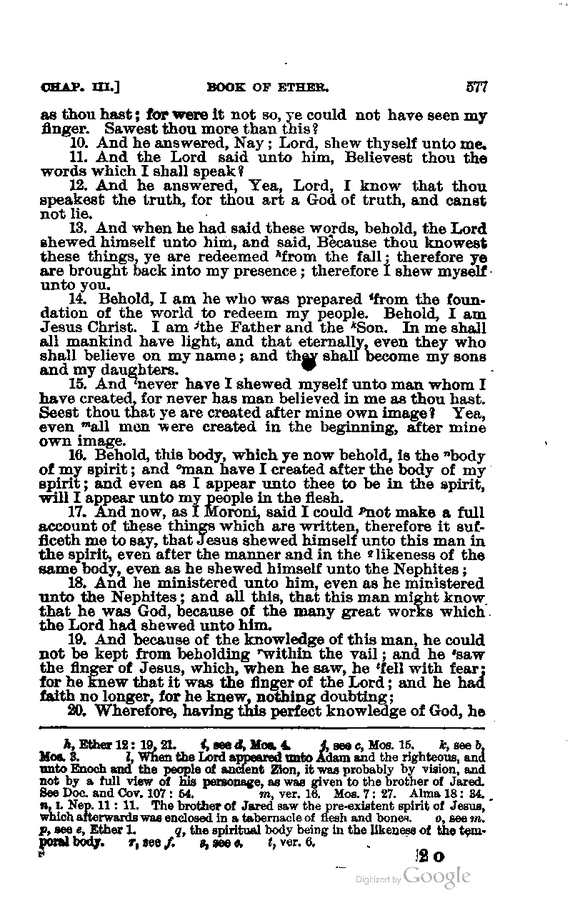 CHAP. III.] BOOK OF ETHER. 577
as thou hast; for were it not so, ye could not have seen my
finger. Sawest thou more than this?
10. And he answered, Nay; Lord, shew thyself unto me.
11. And the Lord said unto him, Believest thou the
words which I shall speak?
12. And he answered, Yea, Lord, I know that thou
speakest the truth, for thou art a God of truth, and canst
not lie.
13. And when he had said these words, behold, the Lord
shewed himself unto him, and said, Because thou knowest
these things, ye are redeemed ʰfrom the fall; therefore ye
are brought back into my presence; therefore I shew myself
unto you.
14. Behold, I am he who was prepared ⁱfrom the foun-
dation of the world to redeem my people. Behold, I am
Jesus Christ. I am ʲthe Father and the ᵏSon. In me shall
all mankind have light, and that eternally, even they who
shall believe on my name; and they shall become my sons
and my daughters.
15. And ˡnever have I shewed myself unto man whom I
have created, for never has man believed in me as thou hast.
Seest thou that ye are created after mine own image? Yea,
even ᵐall men were created in the beginning, after mine
own image.
16. Behold, this body, which ye now behold, is the ⁿbody
of my spirit; and ᵒman have I created after the body of my
spirit; and even as I appear unto thee to be in the spirit,
will I appear unto my people in the flesh.
17. And now, as I Moroni, said I could ᵖnot make a full
account of these things which are written, therefore it suf-
ficeth me to say, that Jesus shewed himself unto this man in
the spirit, even after the manner and in the qlikeness of the
same body, even as he shewed himself unto the Nephites;
18. And he ministered unto him, even as he ministered
unto the Nephites; and all this, that this man might know
that he was God, because of the many great works which
the Lord had shewed unto him.
19. And because of the knowledge of this man, he could
not be kept from beholding ʳwithin the vail; and he ˢsaw
the finger of Jesus, which, when he saw, he ᵗfell with fear;
for he knew that it was the finger of the Lord; and he had
faith no longer, for he knew, nothing doubting;
20. Wherefore, having this perfect knowledge of God, he
h, Ether 12: 19, 21. i, see d, Mos. 4. j, see c, Mos. 15. k, see b,
Mos. 3. l, When the Lord appeared unto Adam and the righteous, and
unto Enoch and the people of ancient Zion, it was probably by vision, and
not by a full view of his personage, as was given to the brother of Jared.
See Doc. and Cov. 107: 54. m, ver. 16. Mos. 7: 27. Alma 18: 34.
n, 1. Nep. 11: 11. The brother of Jared saw the pre-existent spirit of Jesus,
which afterwards was enclosed in a tabernacle of flesh and bones. o, see m.
p, see e, Ether 1. q, the spiritual body being in the likeness of the tem-
poral body. r, see f. s, see e. t, ver. 6.
20
Digitized by Google